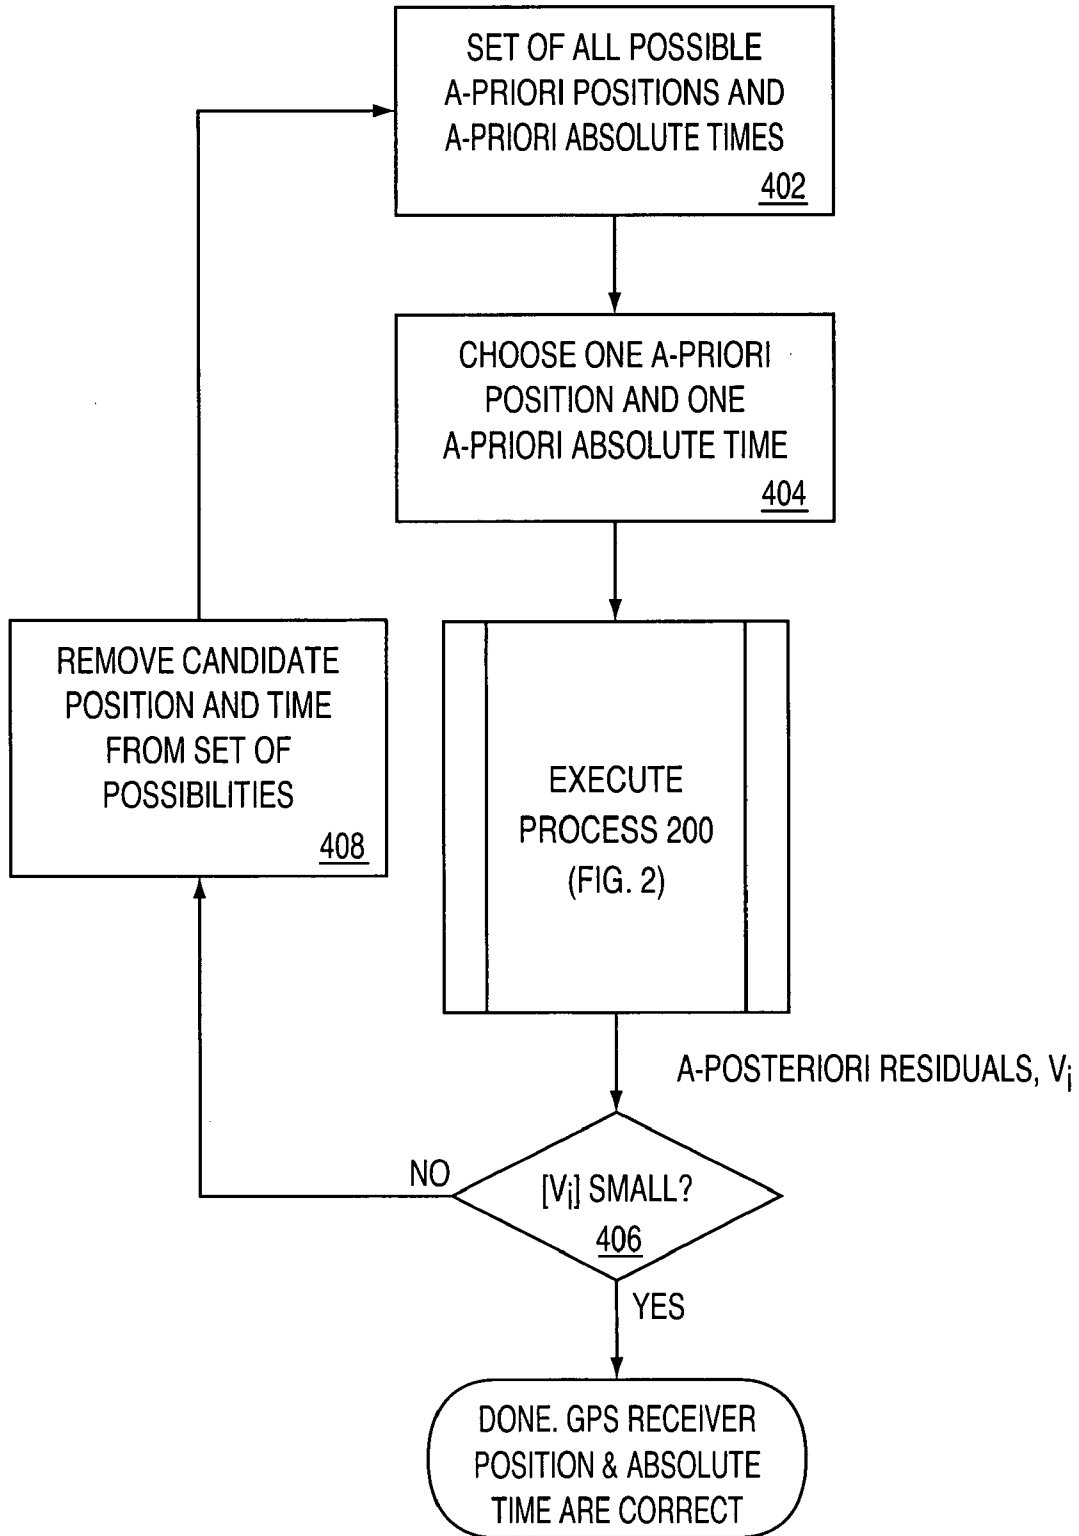 SET OF ALL POSSIBLE
A-PRIORI POSITIONS AND
A-PRIORI ABSOLUTE TIMES
402
CHOOSE ONE A-PRIORI
POSITION AND ONE
A-PRIORI ABSOLUTE TIME
404
REMOVE CANDIDATE
POSITION AND TIME
FROM SET OF
POSSIBILITIES
408
EXECUTE
PROCESS 200
(FIG. 2)
A-POSTERIORI RESIDUALS, Vi
NO
[Vi] SMALL?
406
YES
DONE. GPS RECEIVER
POSITION & ABSOLUTE
TIME ARE CORRECT